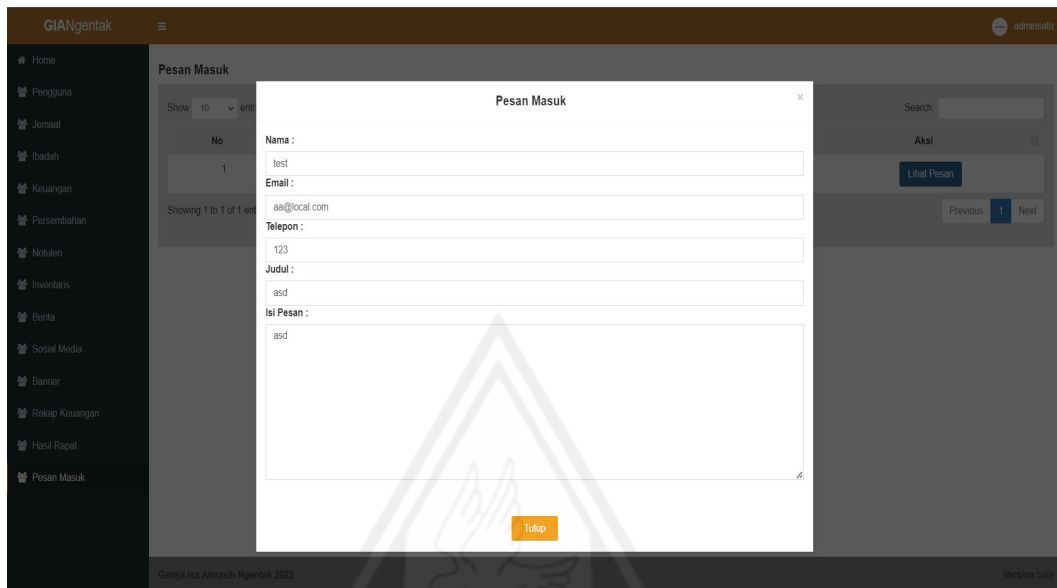 GIANgentak
adminsatu
Home
Pengguna
Jemaat
Ibadah
Keuangan
Persembahan
Notulen
Inventaris
Berita
Sosial Media
Banner
Rekap Keuangan
Hasil Rapat
Pesan Masuk
Pesan Masuk
Show 10 entr
Search:
No
Aksi
1
Lihat Pesan
Showing 1 to 1 of 1 ent
Previous 1 Next
Pesan Masuk
×
Nama :
test
Email :
aa@local.com
Telepon :
123
Judul :
asd
Isi Pesan :
asd
Tutup
Gereja Isa Almasih Ngentak 2022
Version